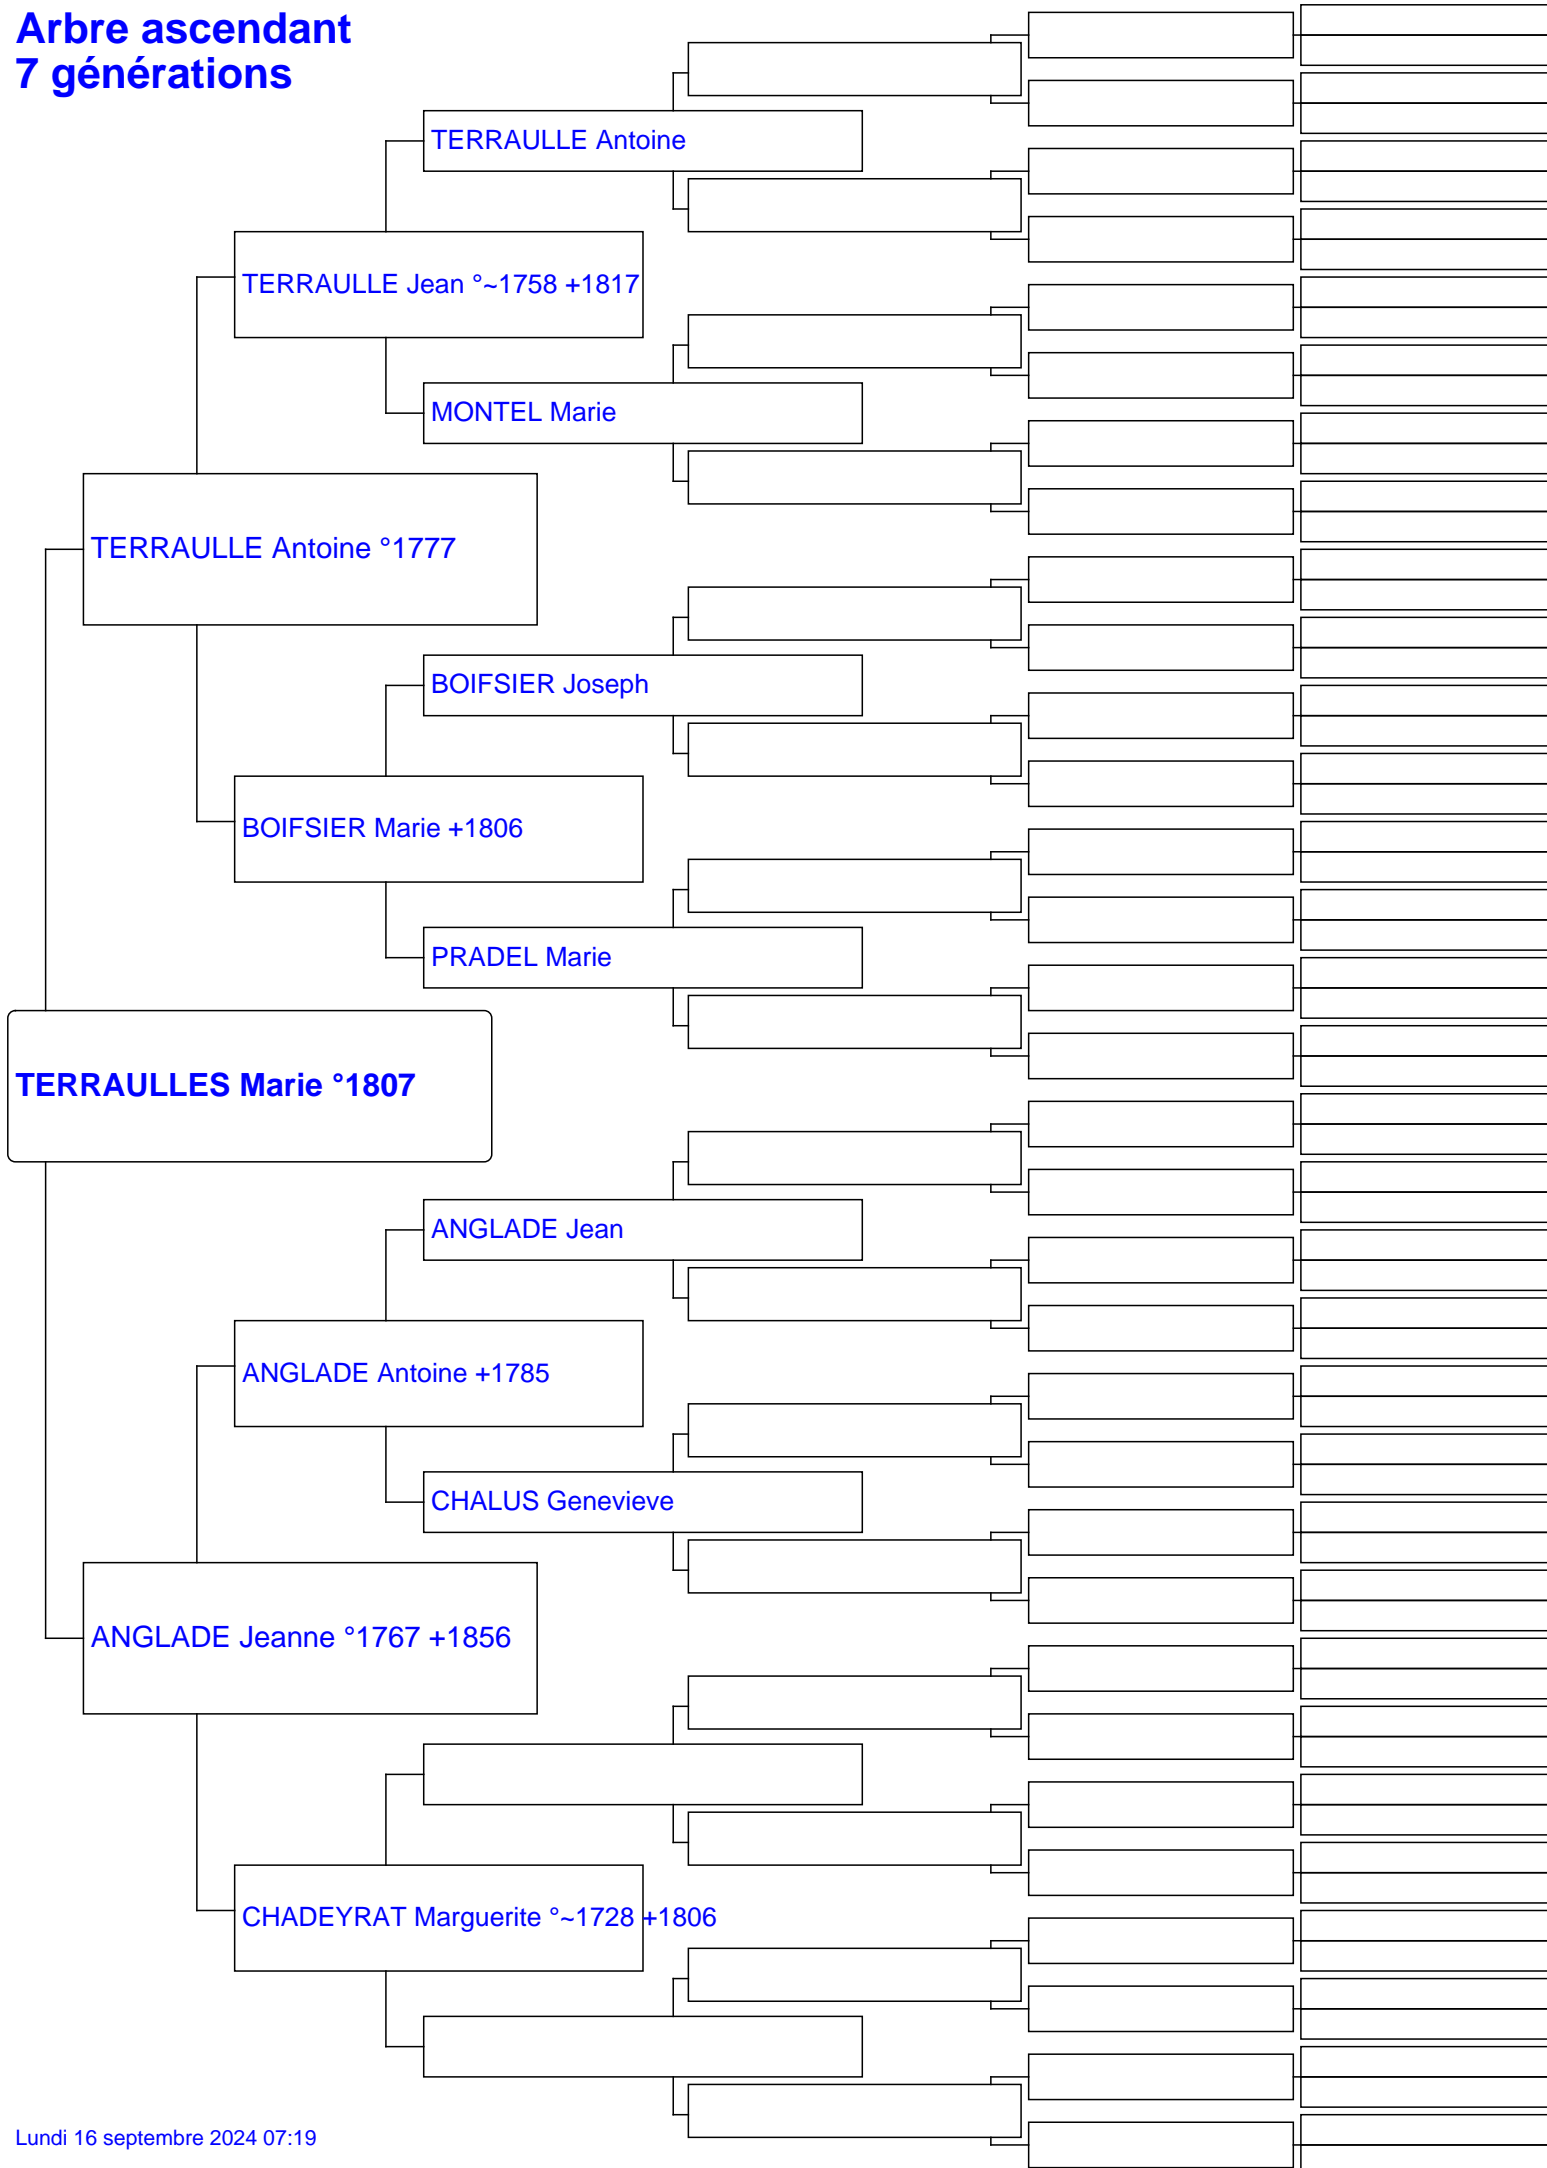 Arbre ascendant
7 générations
TERRAULLE Antoine
TERRAULLE Jean °~1758 +1817
MONTEL Marie
TERRAULLE Antoine °1777
BOIFSIER Joseph
BOIFSIER Marie +1806
PRADEL Marie
TERRAULLES Marie °1807
ANGLADE Jean
ANGLADE Antoine +1785
CHALUS Genevieve
ANGLADE Jeanne °1767 +1856
CHADEYRAT Marguerite °~1728 +1806
Lundi 16 septembre 2024 07:19